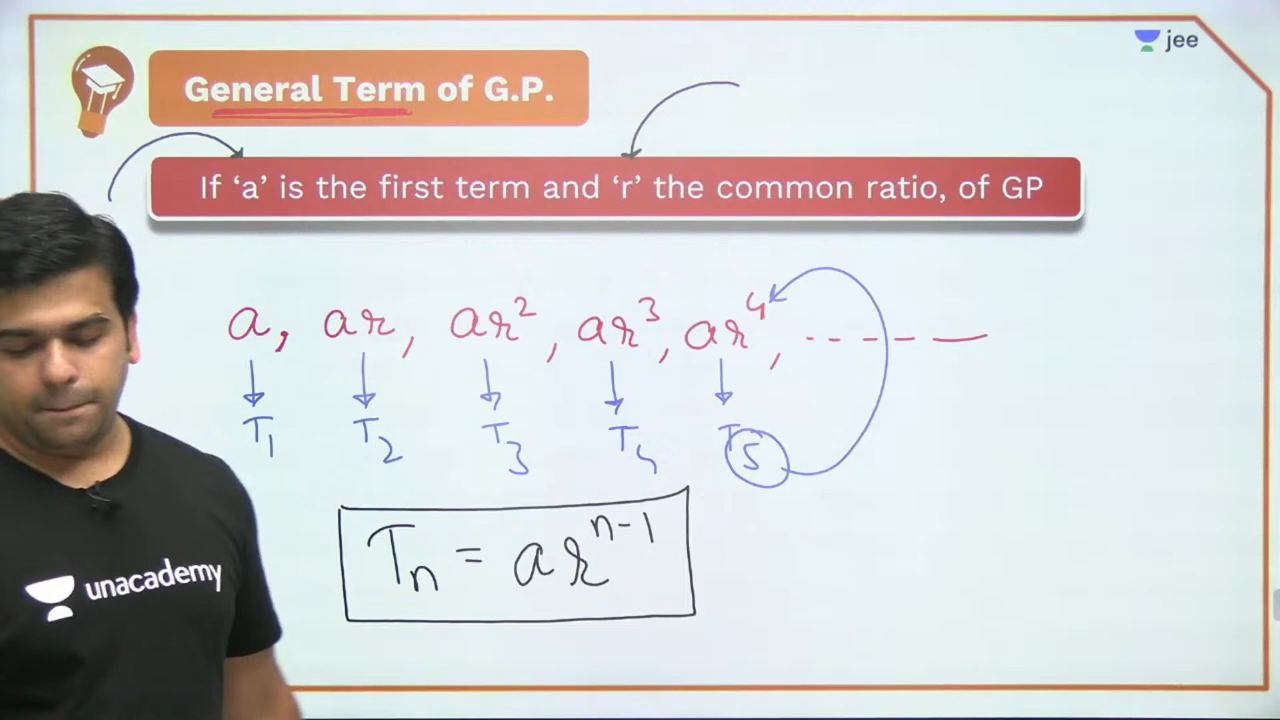 jee
General Term of G.P.
If ‘a’ is the first term and ‘r’ the common ratio, of GP
a, ar, ar², ar³, ar⁴, -----
T₁ T₂ T₃ T₄ T₅
Tₙ = arⁿ⁻¹
unacademy